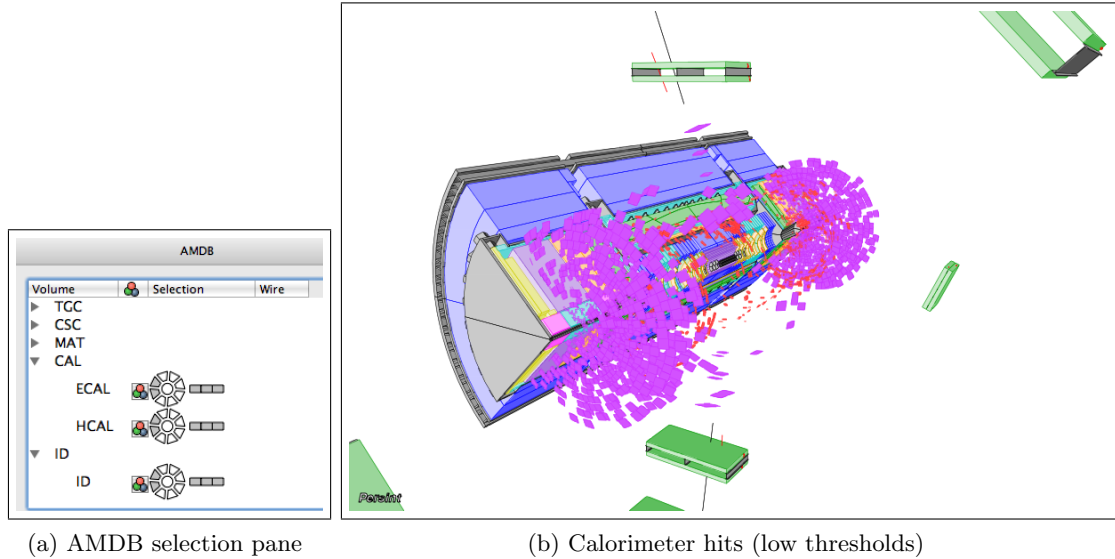 AMDB
Volume Selection Wire
TGC
CSC
MAT
CAL
ECAL
HCAL
ID
ID
Persint
(a) AMDB selection pane
(b) Calorimeter hits (low thresholds)